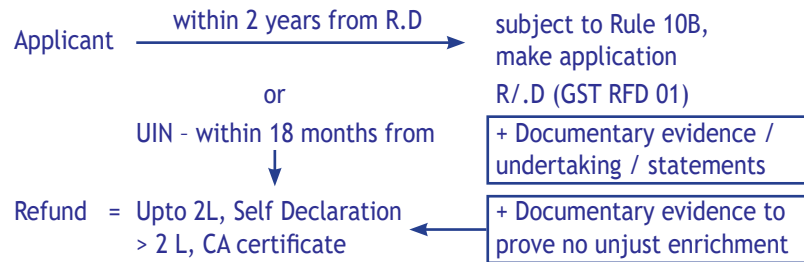 within 2 years from R.D
Applicant
subject to Rule 10B,
make application
or
R/.D (GST RFD 01)
UIN - within 18 months from
+ Documentary evidence /
undertaking / statements
Refund = Upto 2L, Self Declaration
> 2 L, CA certificate
+ Documentary evidence to
prove no unjust enrichment